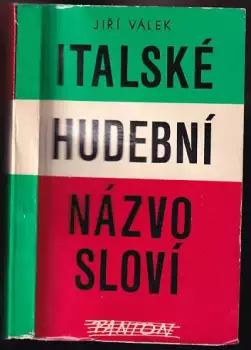 JIŘÍ VÁLEK
ITALSKÉ
HUDEBNÍ
NÁZVO
SLOVÍ
PANTON